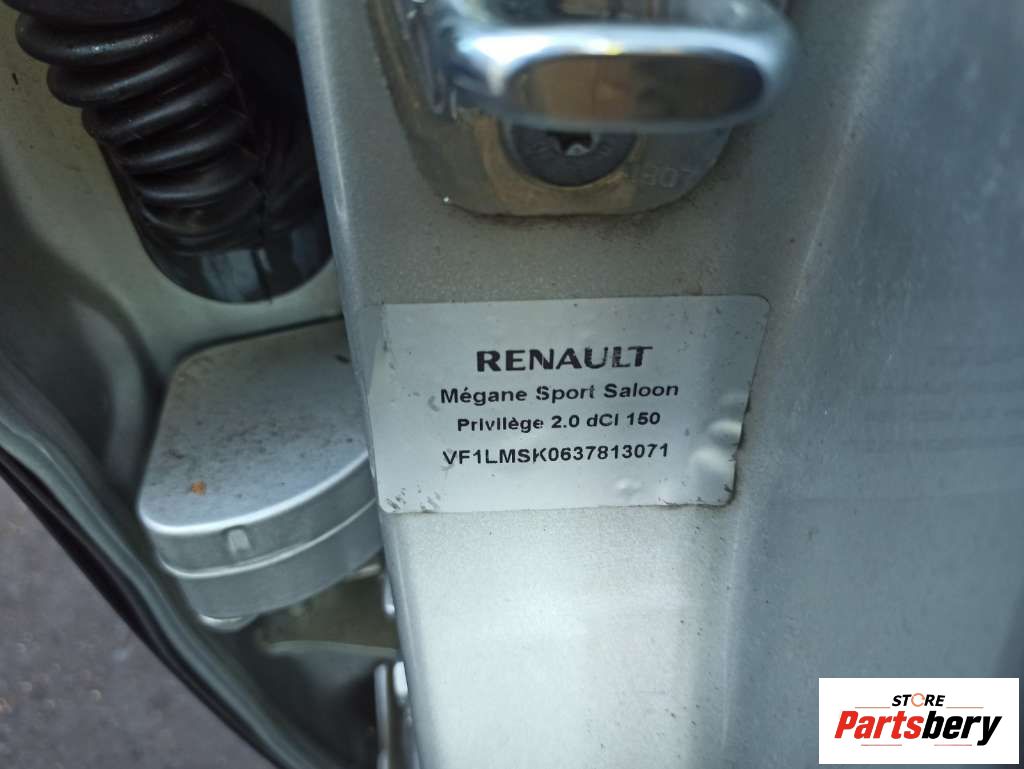 RENAULT
Mégane Sport Saloon
Privilège 2.0 dCi 150
VF1LMSK0637813071
STORE
Partsbery